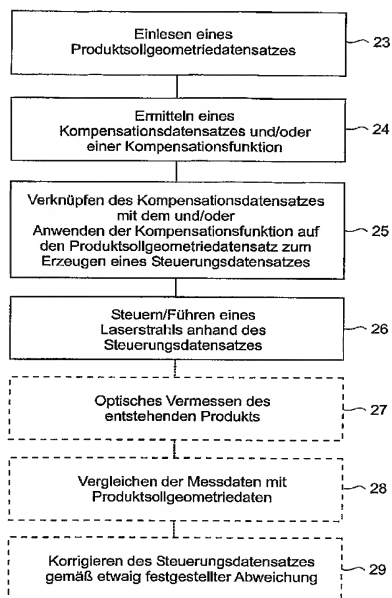 Einlesen eines
Produktsollgeometriedatensatzes
23
Ermitteln eines
Kompensationsdatensatzes und/oder
einer Kompensationsfunktion
24
Verknüpfen des Kompensationsdatensatzes
mit dem und/oder
Anwenden der Kompensationsfunktion auf
den Produktsollgeometriedatensatz zum
Erzeugen eines Steuerungsdatensatzes
25
Steuern/Führen eines
Laserstrahls anhand des
Steuerungsdatensatzes
26
Optisches Vermessen des
entstehenden Produkts
27
Vergleichen der Messdaten mit
Produktsollgeometriedaten
28
Korrigieren des Steuerungsdatensatzes
gemäß etwaig festgestellter Abweichung
29